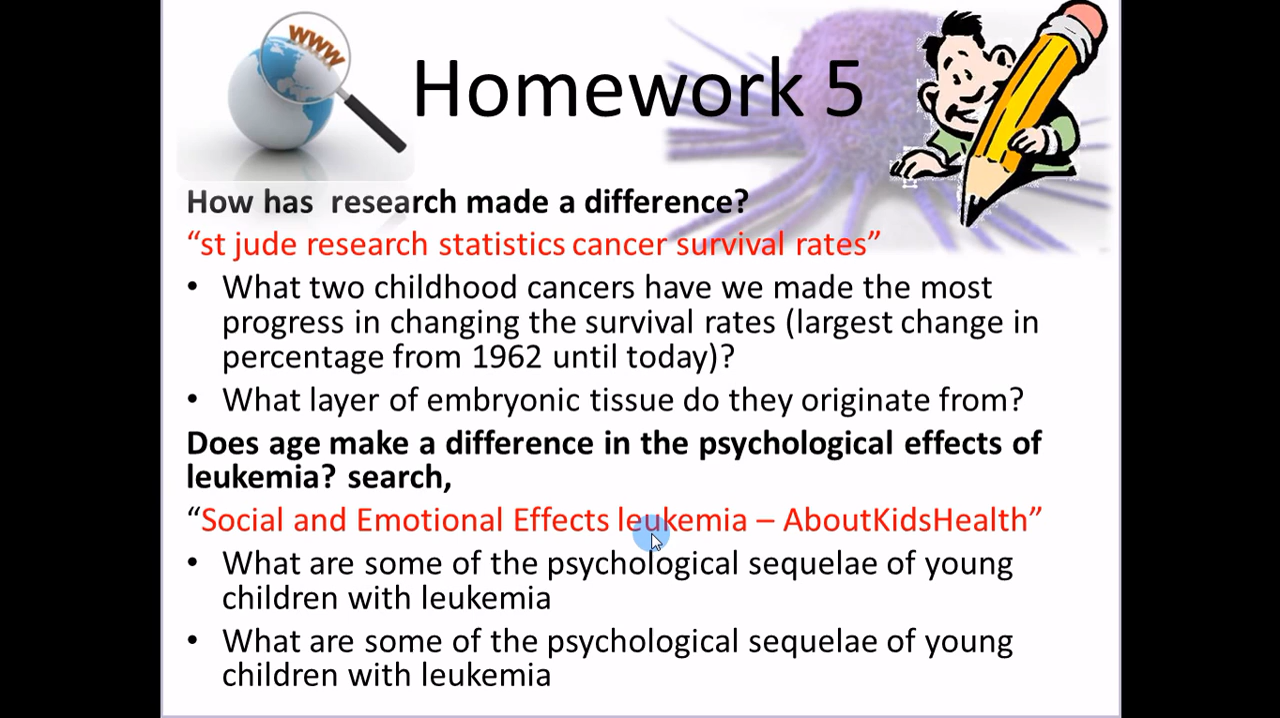 www
Homework 5
How has research made a difference?
“st jude research statistics cancer survival rates”
• What two childhood cancers have we made the most
progress in changing the survival rates (largest change in
percentage from 1962 until today)?
• What layer of embryonic tissue do they originate from?
Does age make a difference in the psychological effects of
leukemia? search,
“Social and Emotional Effects leukemia – AboutKidsHealth”
• What are some of the psychological sequelae of young
children with leukemia
• What are some of the psychological sequelae of young
children with leukemia